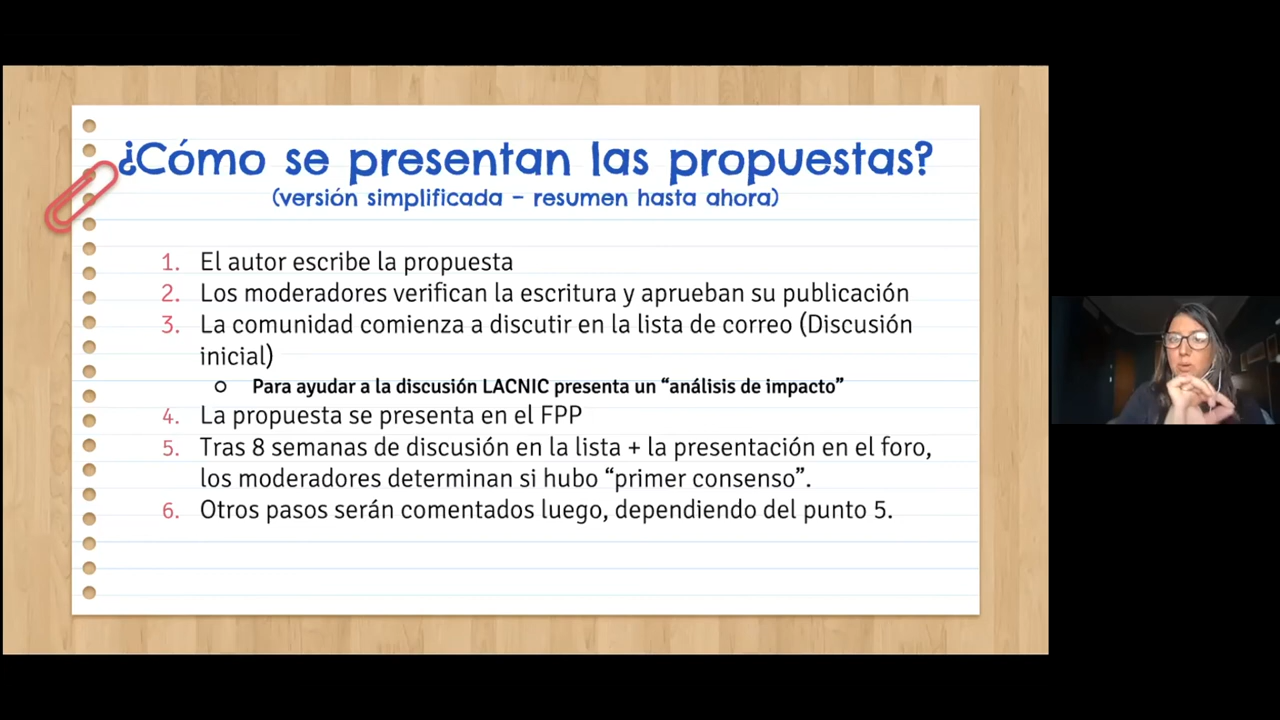 ¿Cómo se presentan las propuestas?
(versión simplificada – resumen hasta ahora)
1. El autor escribe la propuesta
2. Los moderadores verifican la escritura y aprueban su publicación
3. La comunidad comienza a discutir en la lista de correo (Discusión
inicial)
○ Para ayudar a la discusión LACNIC presenta un “análisis de impacto”
4. La propuesta se presenta en el FPP
5. Tras 8 semanas de discusión en la lista + la presentación en el foro,
los moderadores determinan si hubo “primer consenso”.
6. Otros pasos serán comentados luego, dependiendo del punto 5.